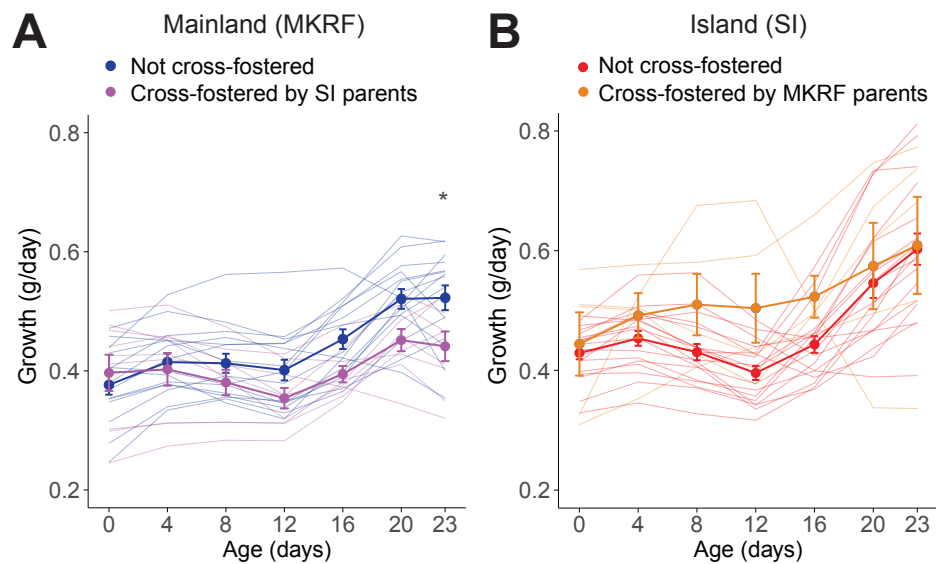 A
Mainland (MKRF)
Not cross-fostered
Cross-fostered by SI parents
Growth (g/day)
0.8
0.6
0.4
0.2
*
0 4 8 12 16 20 23
Age (days)
B
Island (SI)
Not cross-fostered
Cross-fostered by MKRF parents
Growth (g/day)
0.8
0.6
0.4
0.2
0 4 8 12 16 20 23
Age (days)